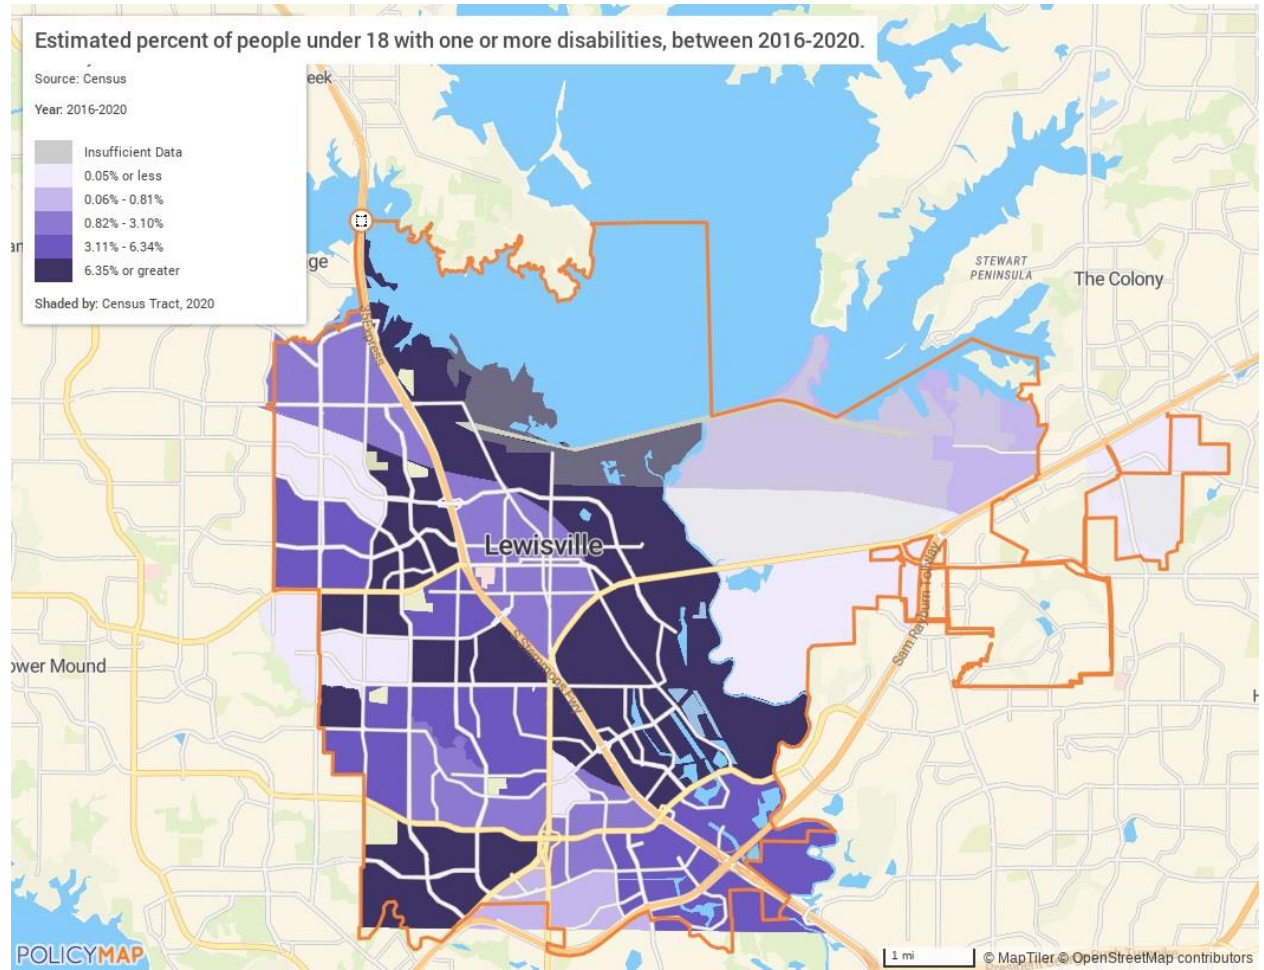 Estimated percent of people under 18 with one or more disabilities, between 2016-2020.
Source: Census
Year: 2016-2020
Insufficient Data
0.05% or less
0.06% - 0.81%
0.82% - 3.10%
3.11% - 6.34%
6.35% or greater
Shaded by: Census Tract, 2020
eek
ge
STEWART
PENINSULA
The Colony
35Express
Lewisville
Sam Rayburn Tollway
S Stemmons Fwy
ower Mound
POLICYMAP
1 mi
© MapTiler © OpenStreetMap contributors